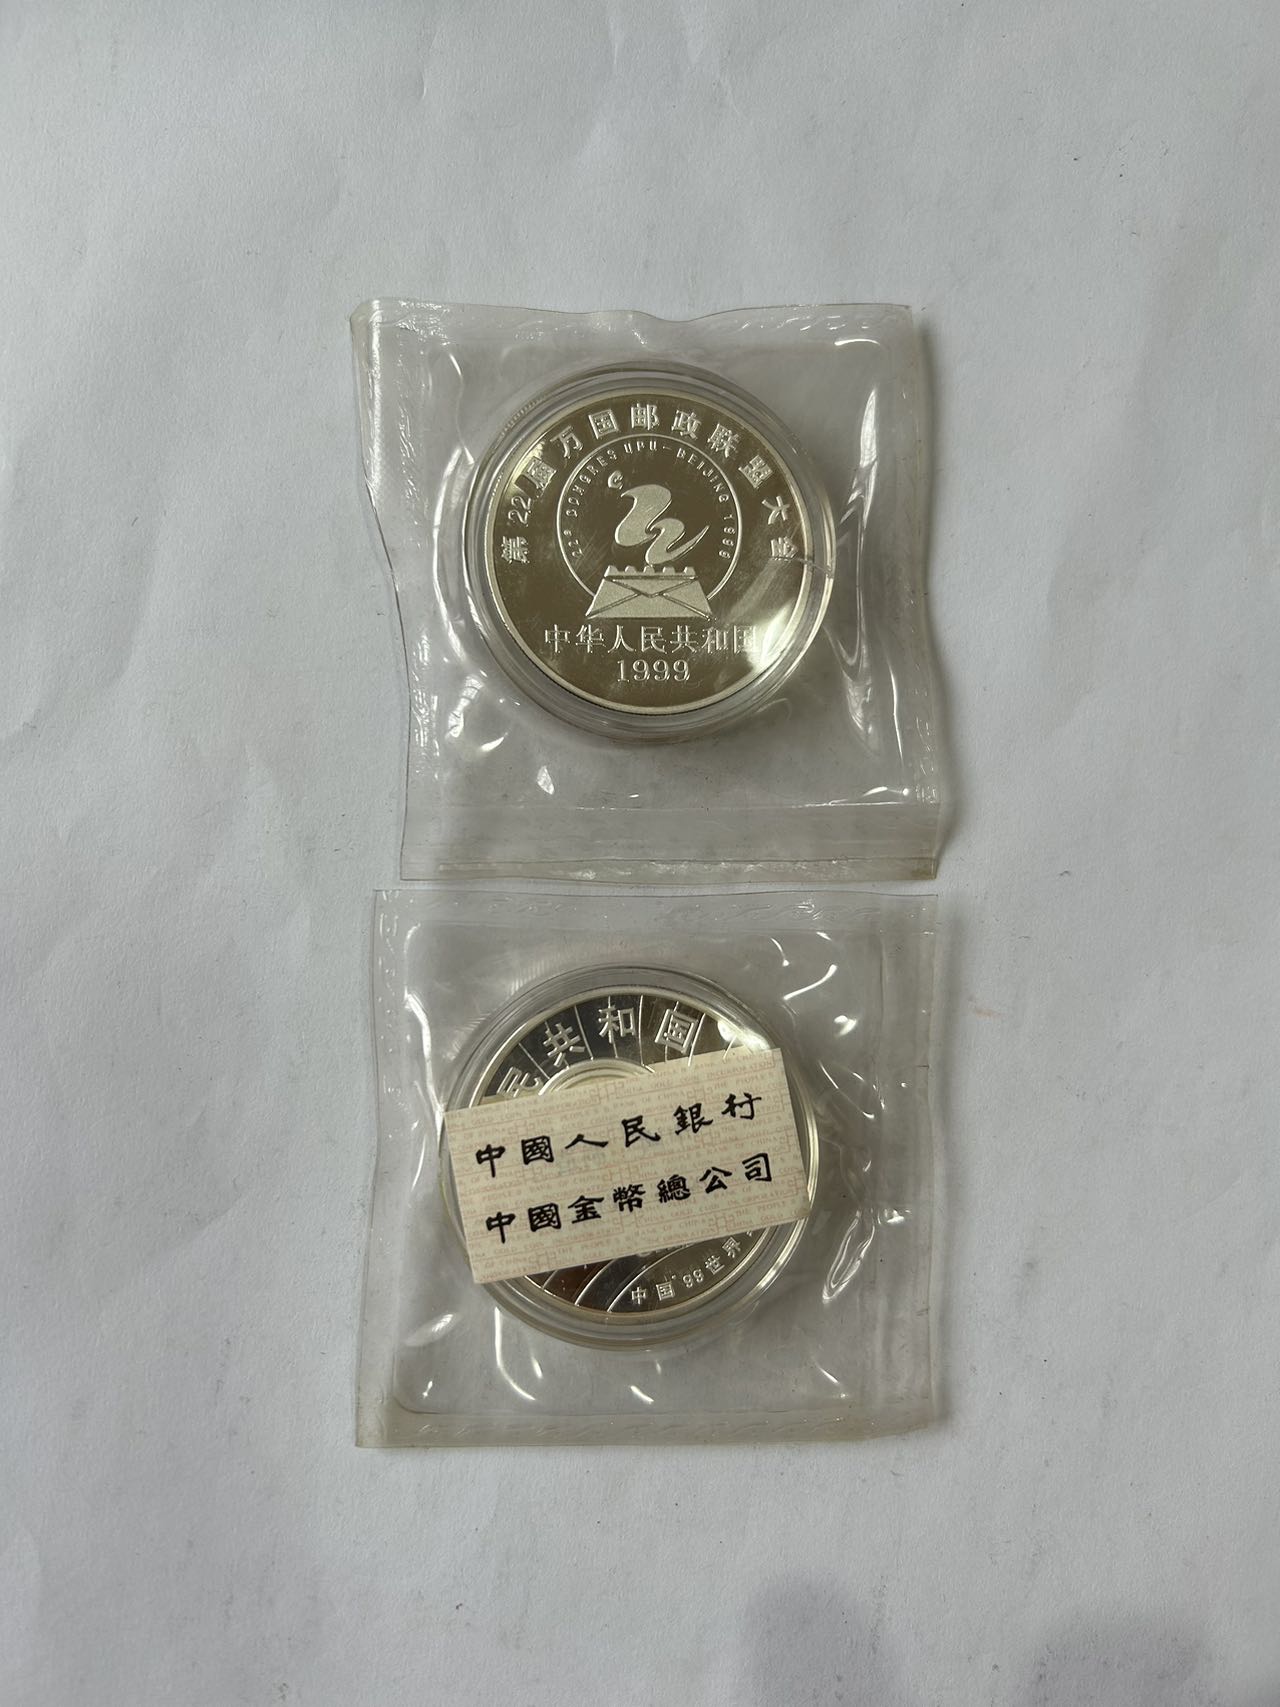 第22届万国邮政联盟大会
22e CONGRES UPU-BEIJING 1999
中华人民共和国
1999
民共和国
中國人民銀行
中國金幣總公司
中国'99世界